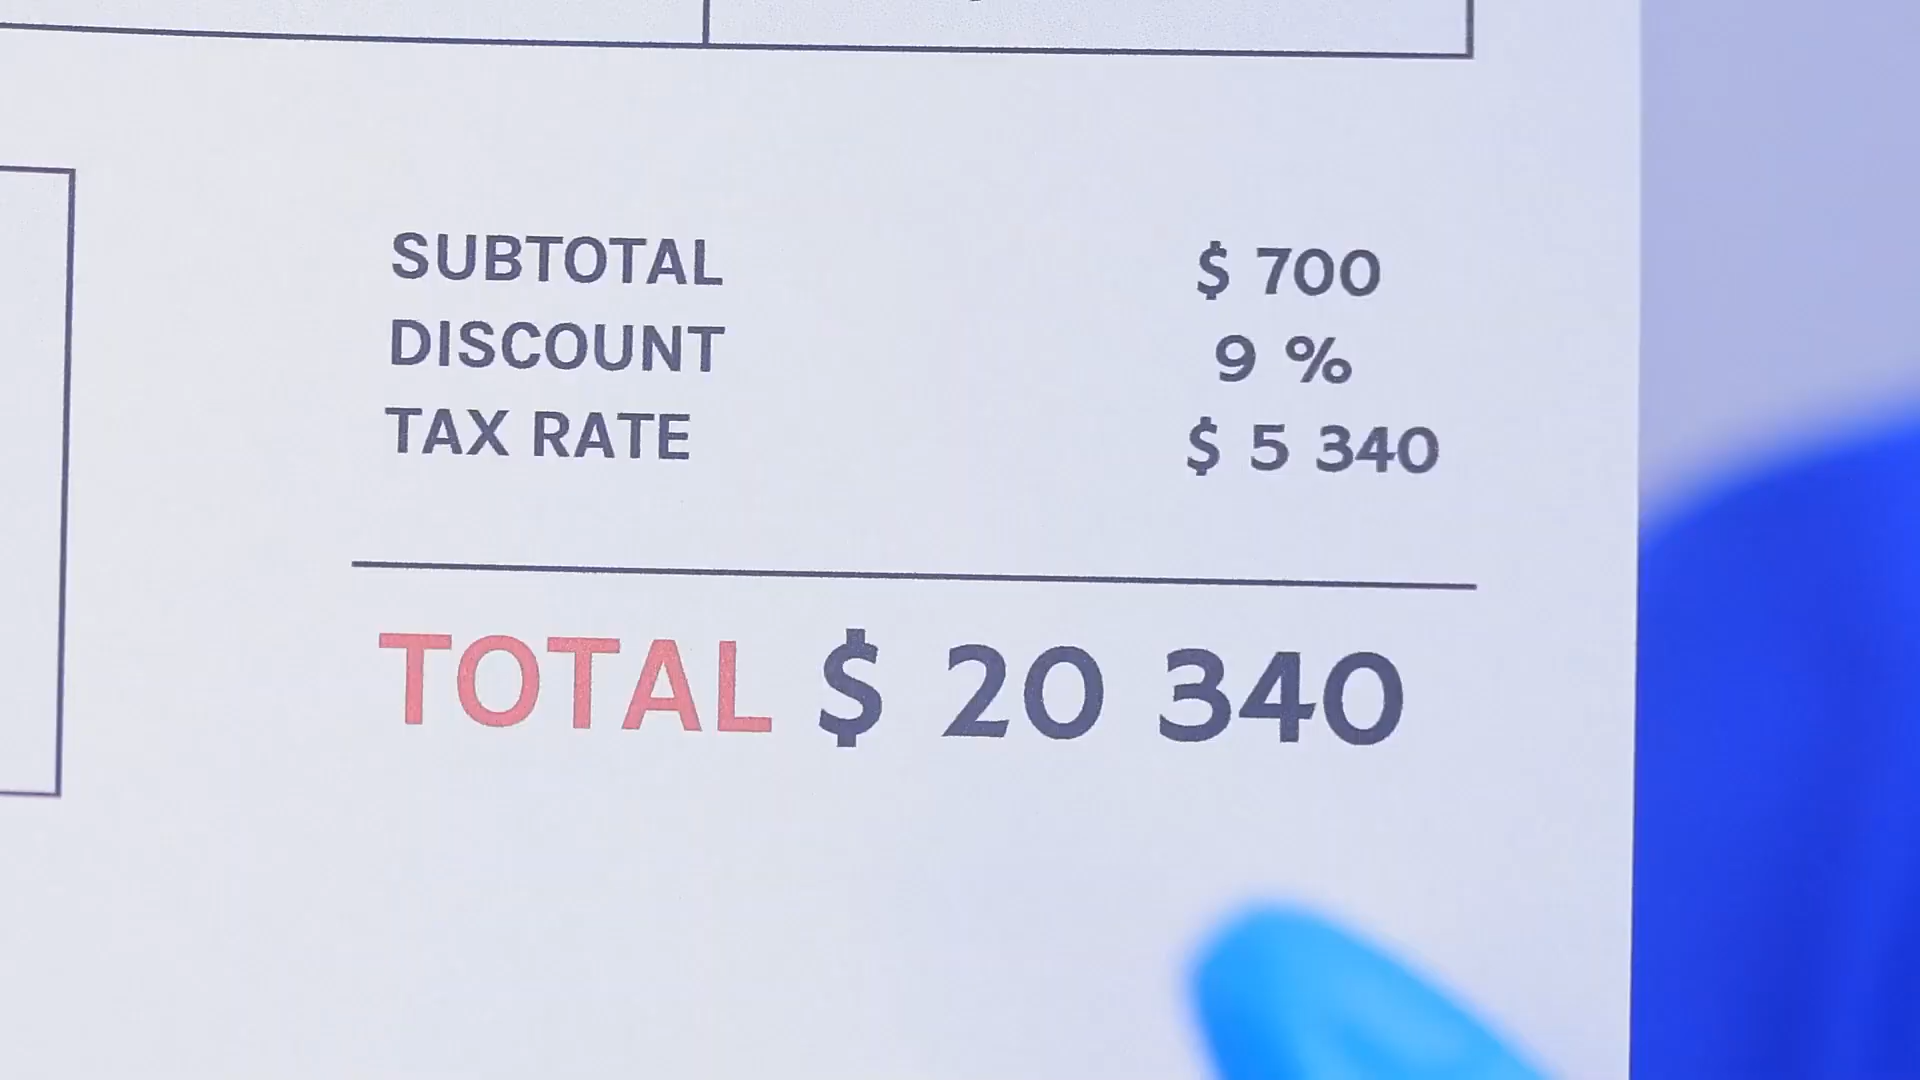 SUBTOTAL $ 700
DISCOUNT 9 %
TAX RATE $ 5 340
TOTAL $ 20 340